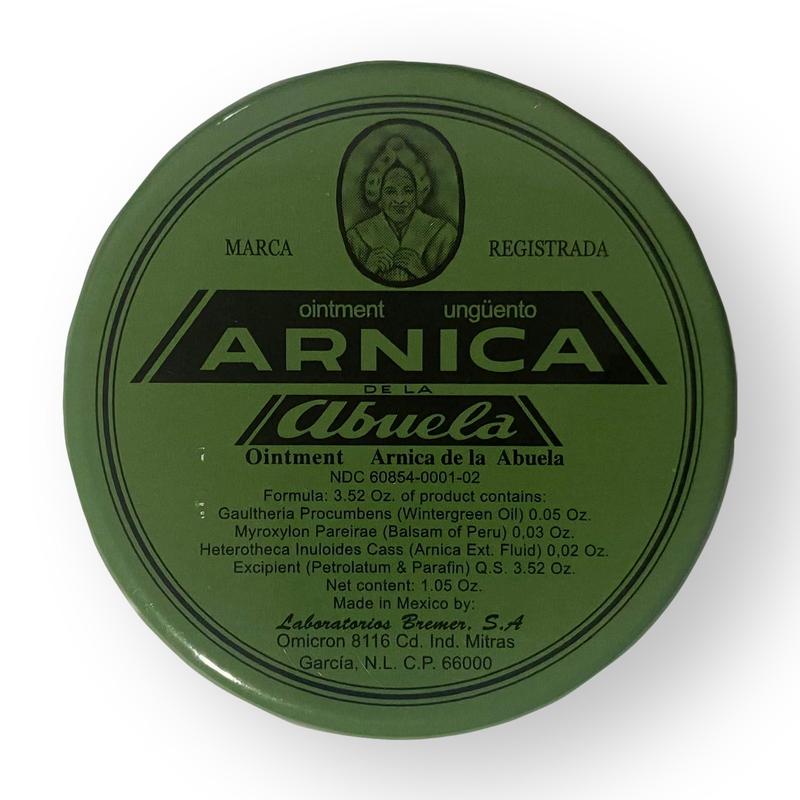 MARCA REGISTRADA
ointment ungüento
ARNICA
DE LA
Abuela
Ointment Arnica de la Abuela
NDC 60854-0001-02
Formula: 3.52 Oz. of product contains:
Gaultheria Procumbens (Wintergreen Oil) 0.05 Oz.
Myroxylon Pareirae (Balsam of Peru) 0,03 Oz.
Heterotheca Inuloides Cass (Arnica Ext. Fluid) 0,02 Oz.
Excipient (Petrolatum & Parafin) Q.S. 3.52 Oz.
Net content: 1.05 Oz.
Made in Mexico by:
Laboratorios Bremer, S.A
Omicron 8116 Cd. Ind. Mitras
García, N.L. C.P. 66000